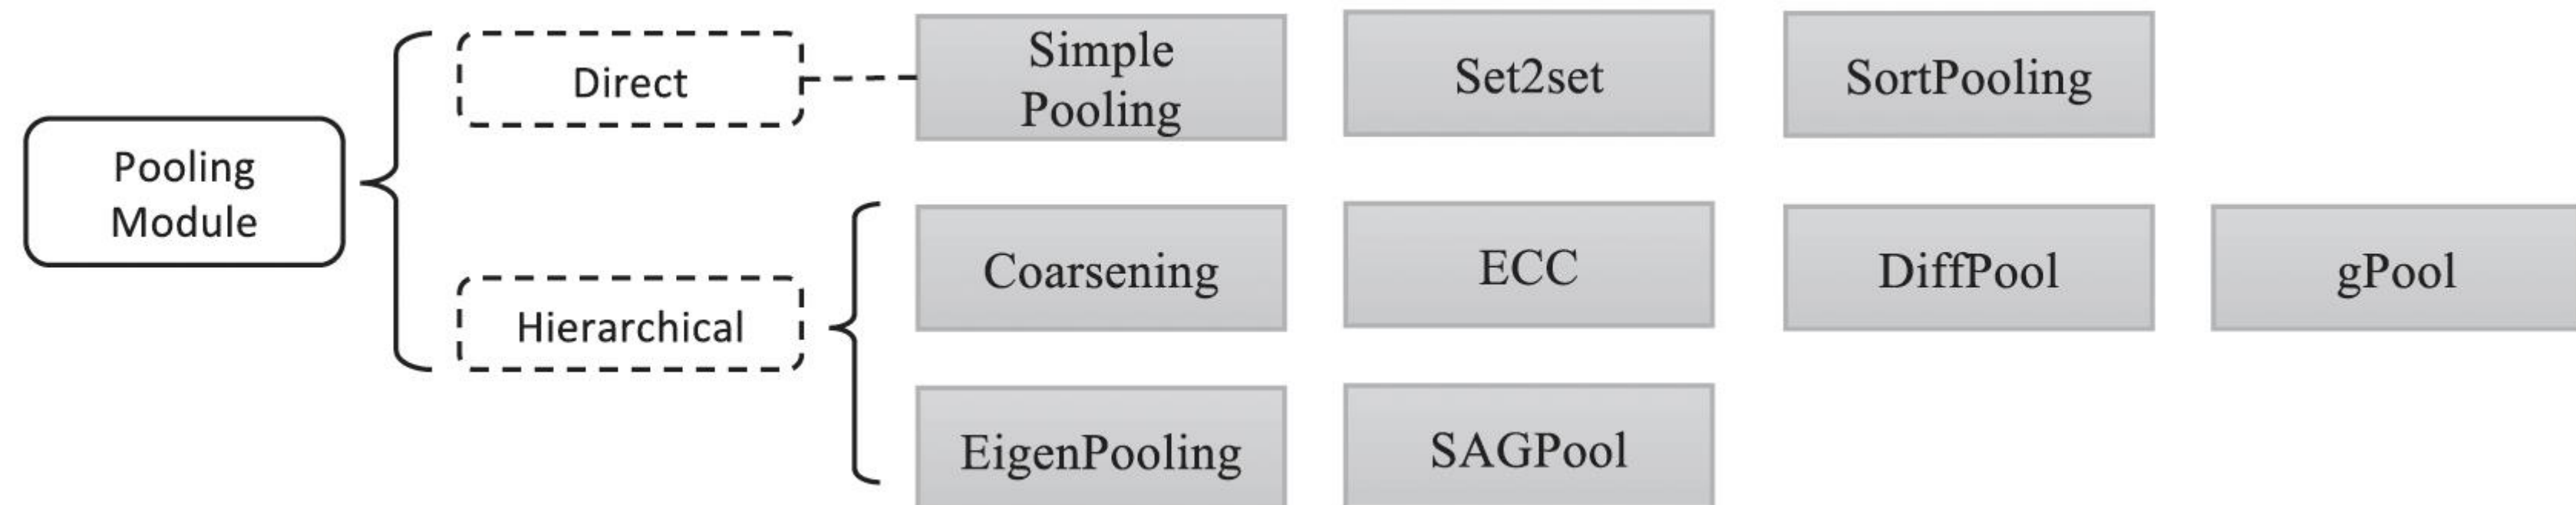 Pooling
Module
Direct
Simple
Pooling
Set2set
SortPooling
Hierarchical
Coarsening
ECC
DiffPool
gPool
EigenPooling
SAGPool